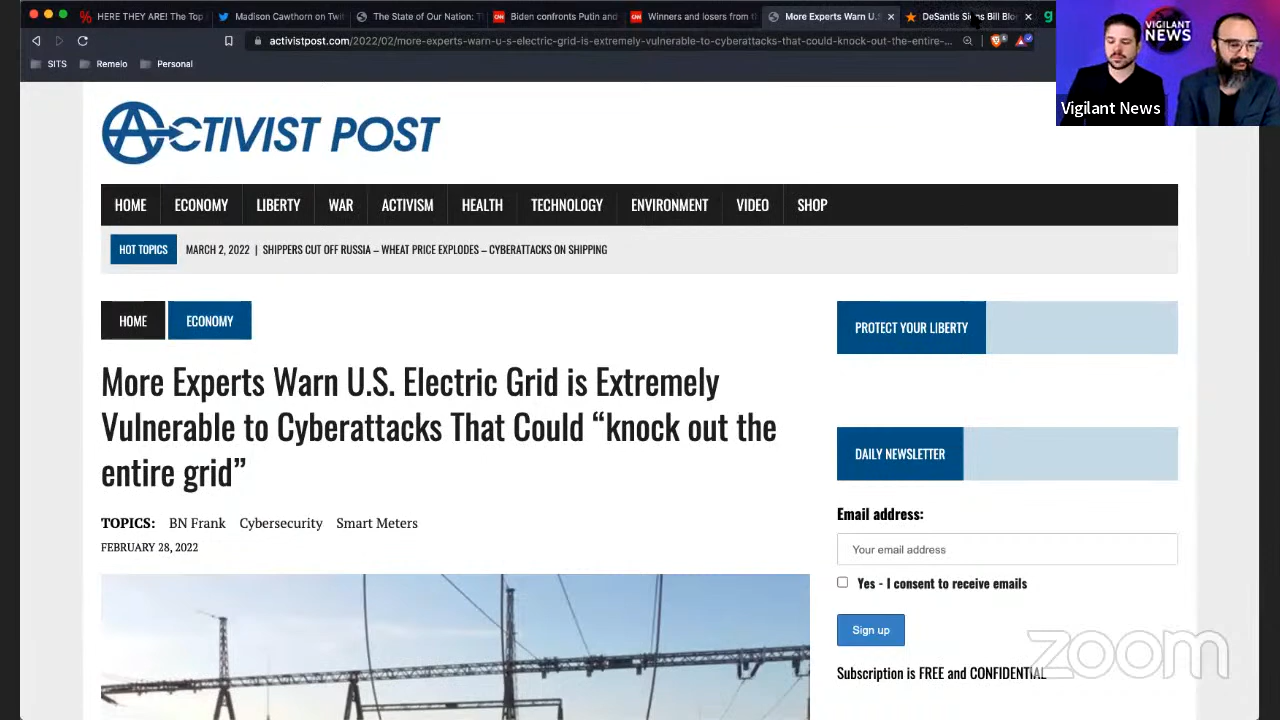 HERE THEY ARE! The Top
Madison Cawthorn on Twit
The State of Our Nation: T
Biden confronts Putin and
Winners and losers from t
More Experts Warn U.S.
DeSantis Signs Bill Bloc
activistpost.com/2022/02/more-experts-warn-u-s-electric-grid-is-extremely-vulnerable-to-cyberattacks-that-could-knock-out-the-entire-...
SITS
Remelo
Personal
VIGILANT
NEWS
Vigilant News
ACTIVIST POST
HOME ECONOMY LIBERTY WAR ACTIVISM HEALTH TECHNOLOGY ENVIRONMENT VIDEO SHOP
HOT TOPICS MARCH 2, 2022 | SHIPPERS CUT OFF RUSSIA – WHEAT PRICE EXPLODES – CYBERATTACKS ON SHIPPING
HOME ECONOMY
More Experts Warn U.S. Electric Grid is Extremely
Vulnerable to Cyberattacks That Could “knock out the
entire grid”
TOPICS: BN Frank Cybersecurity Smart Meters
FEBRUARY 28, 2022
PROTECT YOUR LIBERTY
DAILY NEWSLETTER
Email address:
Your email address
Yes - I consent to receive emails
Sign up
Subscription is FREE and CONFIDENTIAL
zoom